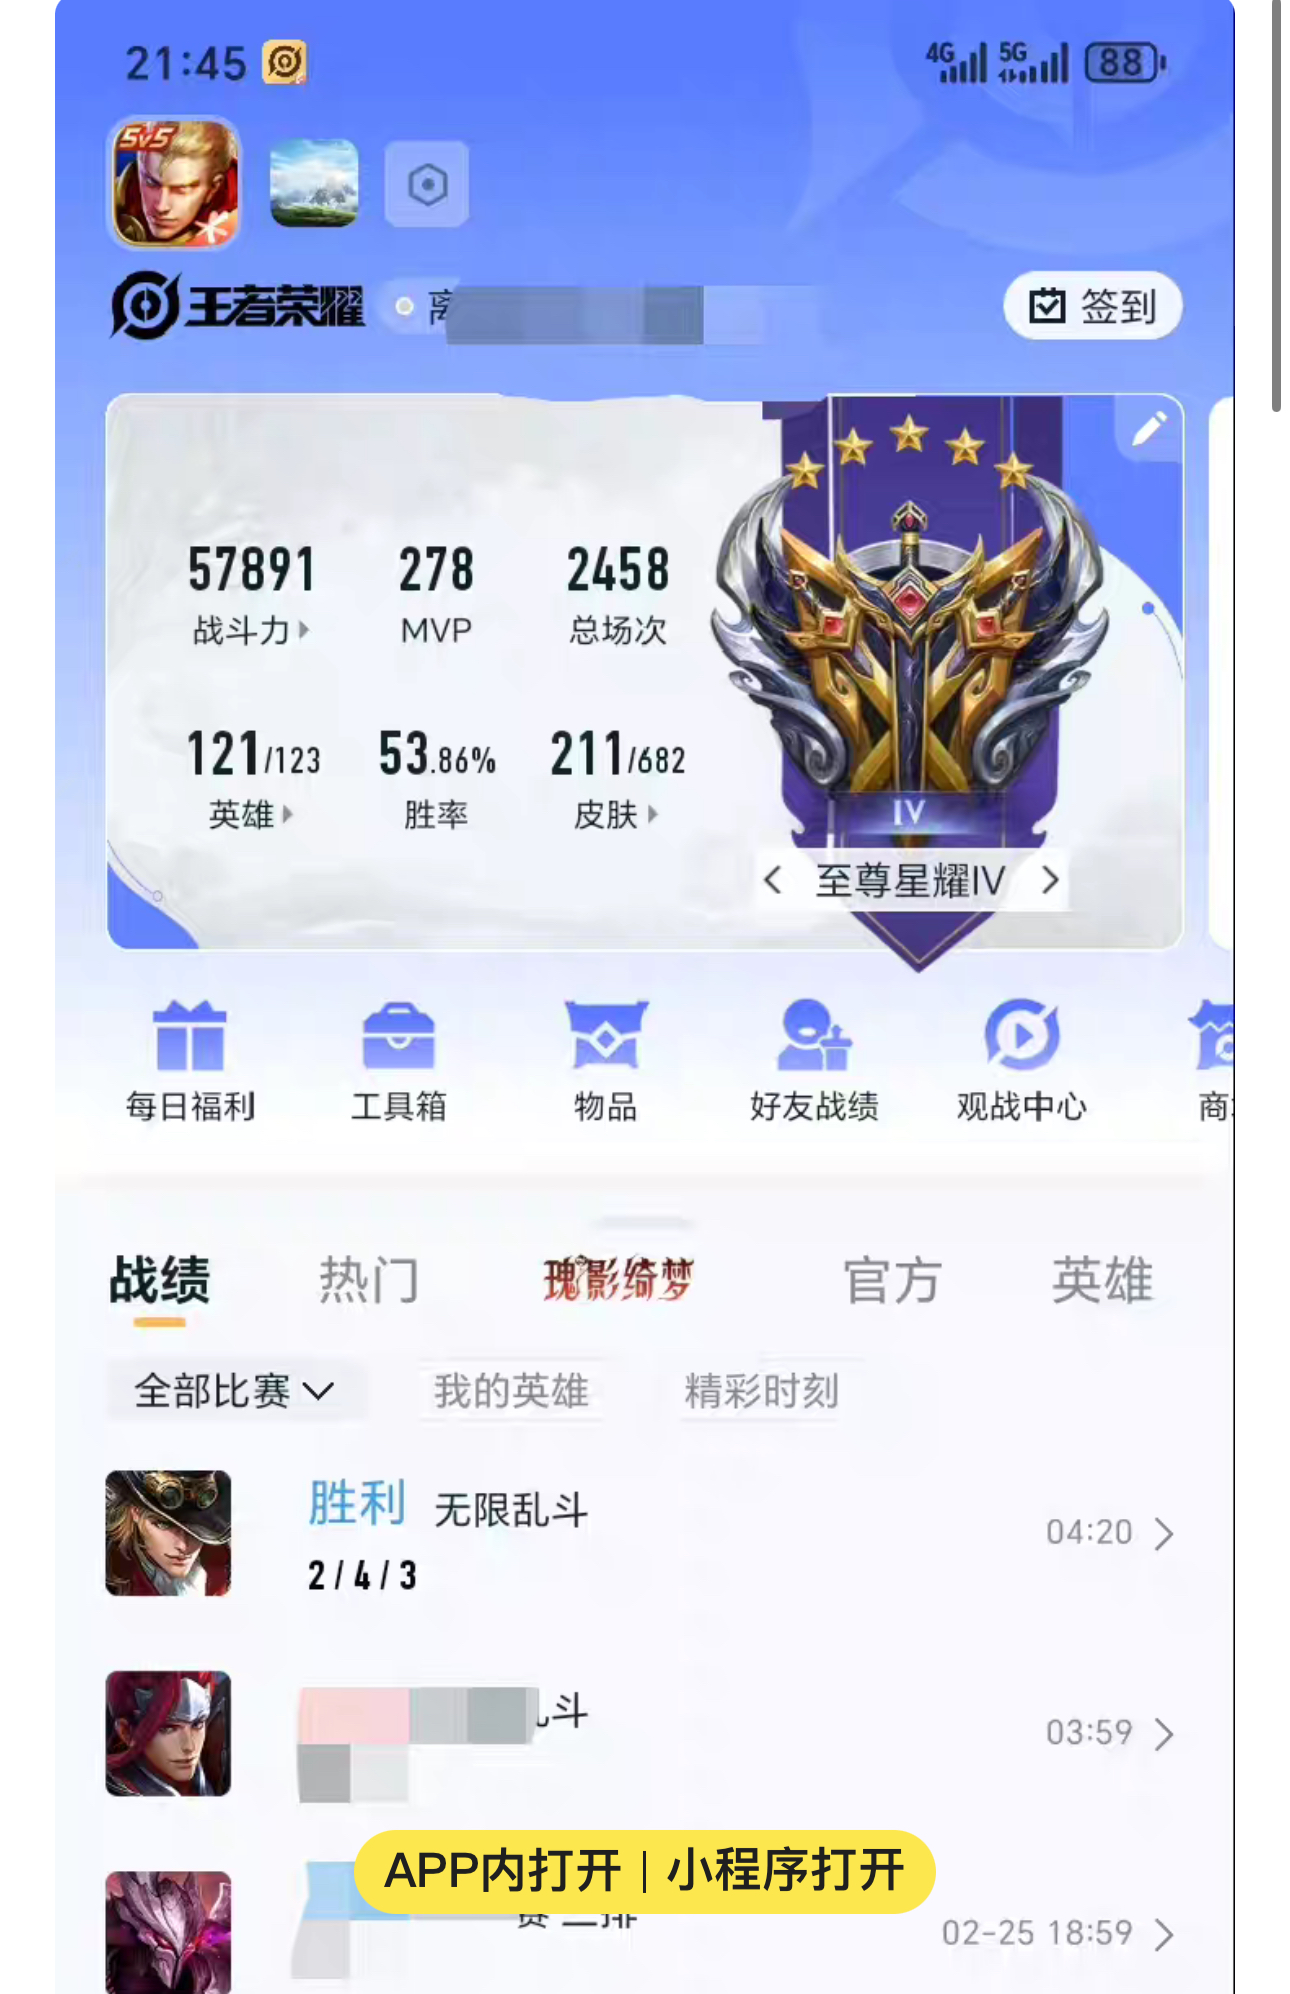 21:45
4G 5G 88
5v5
王者荣耀 离
签到
57891 278 2458
战斗力 MVP 总场次
121/123 53.86% 211/682
英雄 胜率 皮肤
IV
至尊星耀IV
每日福利 工具箱 物品 好友战绩 观战中心 商
战绩 热门 瑰影绮梦 官方 英雄
全部比赛 我的英雄 精彩时刻
胜利 无限乱斗
04:20
2/4/3
斗
03:59
APP内打开 | 小程序打开
02-25 18:59